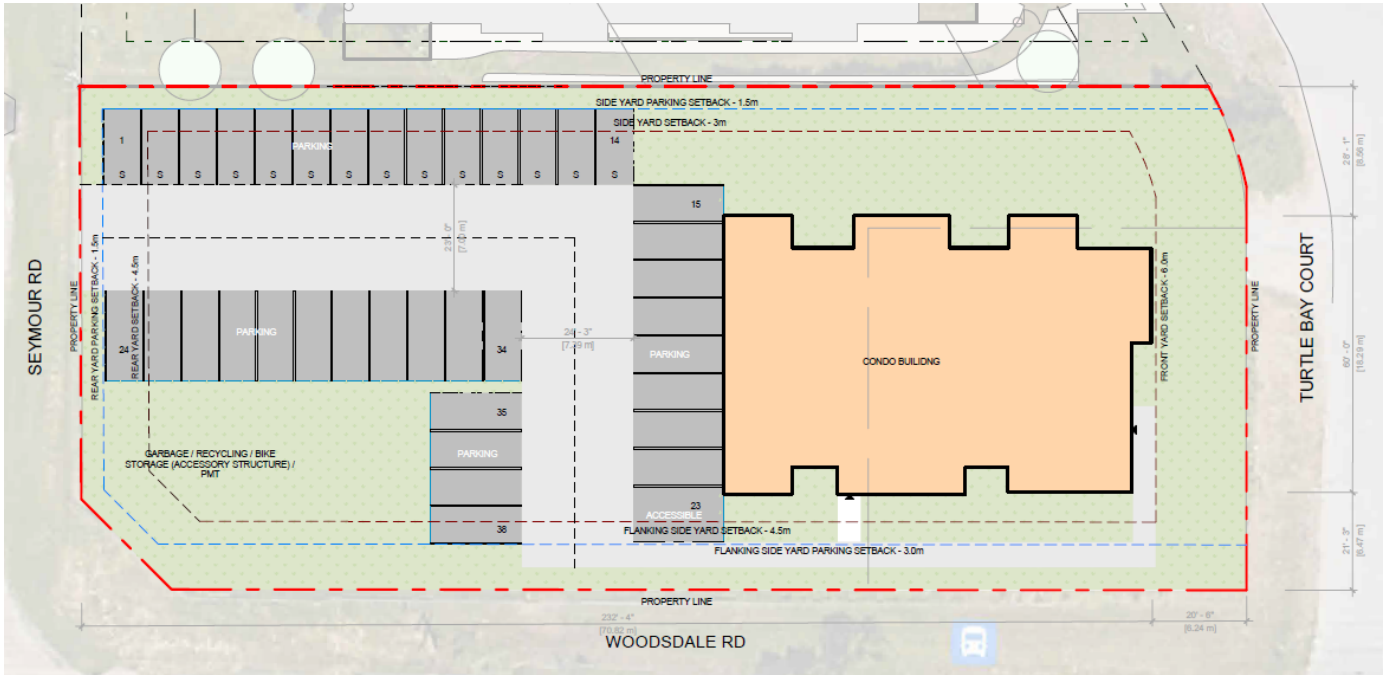 PROPERTY LINE
SIDE YARD PARKING SETBACK - 1.5m
SIDE YARD SETBACK - 3m
1
PARKING
14
S S S S S S S S S S S S S S
15
28' - 1"
[8.56 m]
23' - 0"
[7.00 m]
SEYMOUR RD
PROPERTY LINE
REAR YARD PARKING SETBACK - 1.5m
REAR YARD SETBACK - 4.5m
24
PARKING
34
24' - 3"
[7.39 m]
PARKING
CONDO BUILIDNG
FRONT YARD SETBACK - 6.0m
PROPERTY LINE
TURTLE BAY COURT
60' - 0"
[18.29 m]
35
PARKING
38
GARBAGE / RECYCLING / BIKE
STORAGE (ACCESSORY STRUCTURE) /
PMT
23
ACCESSIBLE
FLANKING SIDE YARD SETBACK - 4.5m
FLANKING SIDE YARD PARKING SETBACK - 3.0m
21' - 3"
[6.47 m]
PROPERTY LINE
232' - 4"
[70.82 m]
20' - 6"
[6.24 m]
WOODSDALE RD